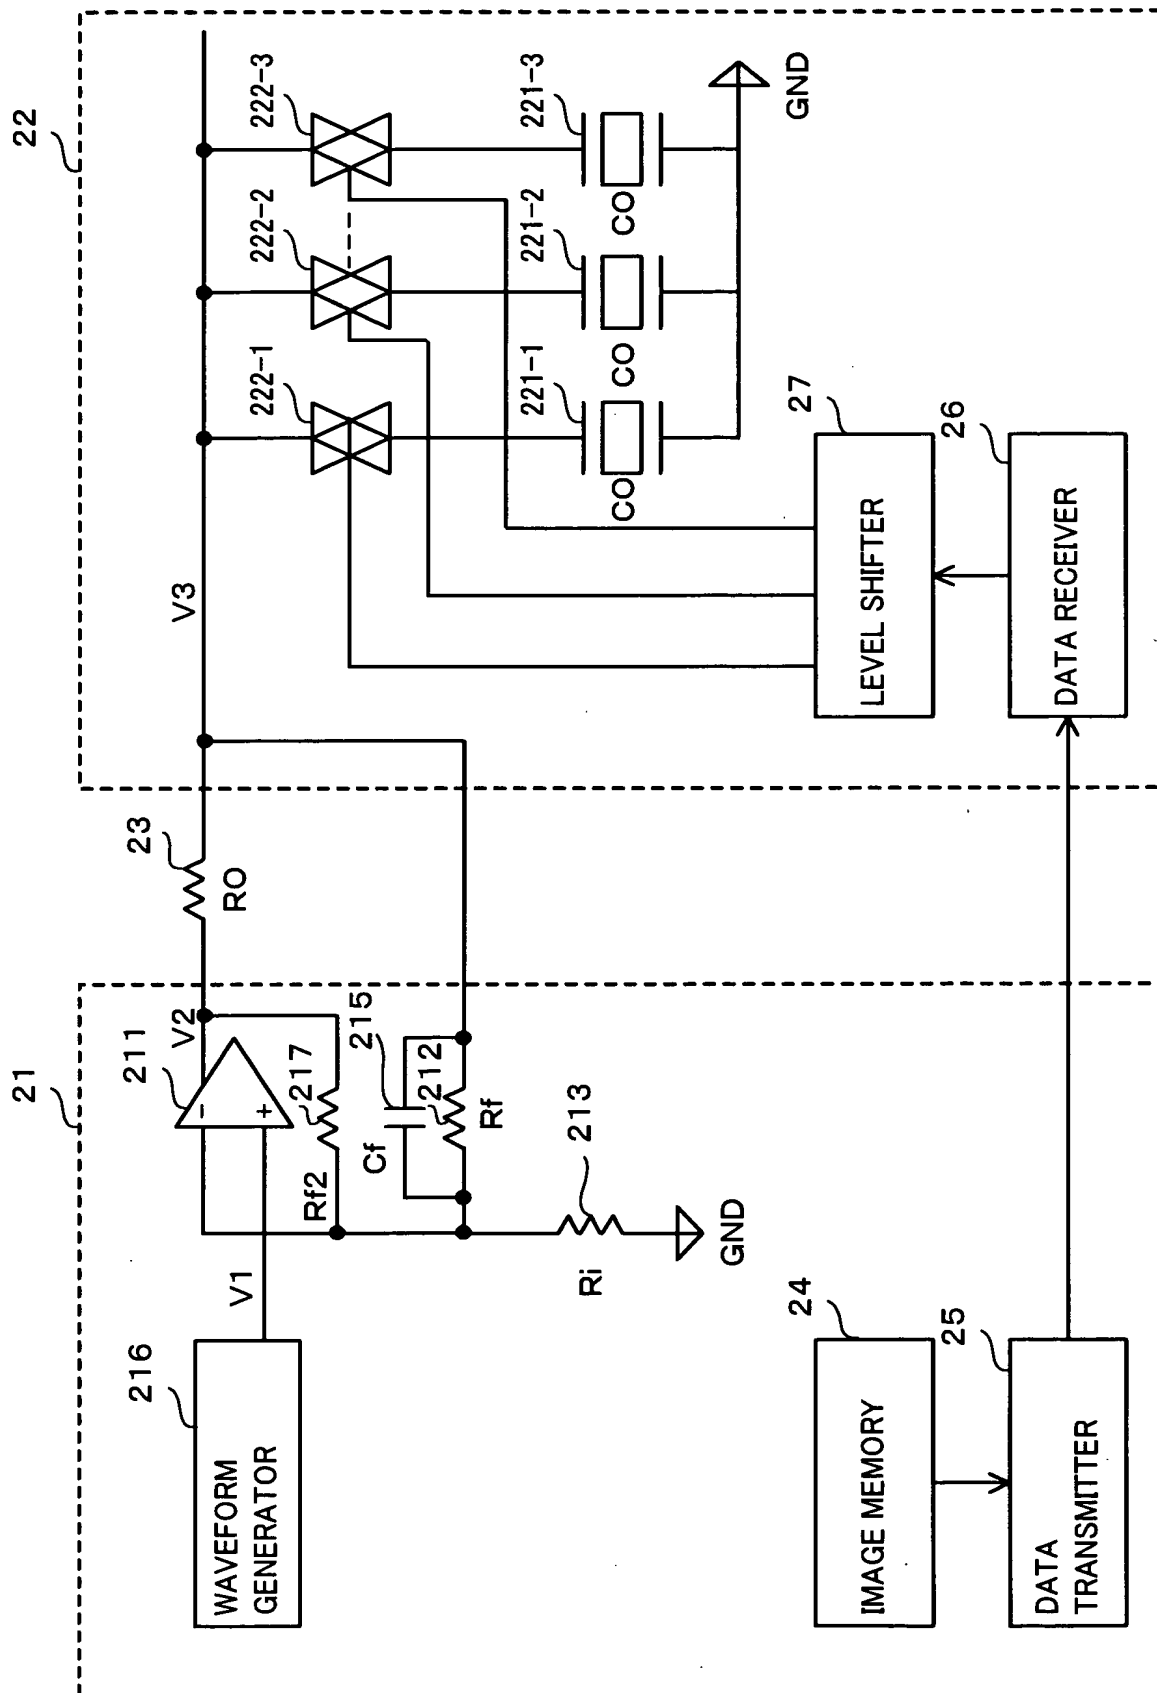 21
22
216
WAVEFORM
GENERATOR
V1
211
-
+
V2
23
RO
V3
217
Rf2
215
Cf
212
Rf
213
Ri
GND
222-1
222-2
222-3
221-1
221-2
221-3
CO
CO
CO
GND
24
IMAGE MEMORY
25
DATA
TRANSMITTER
27
LEVEL SHIFTER
26
DATA RECEIVER